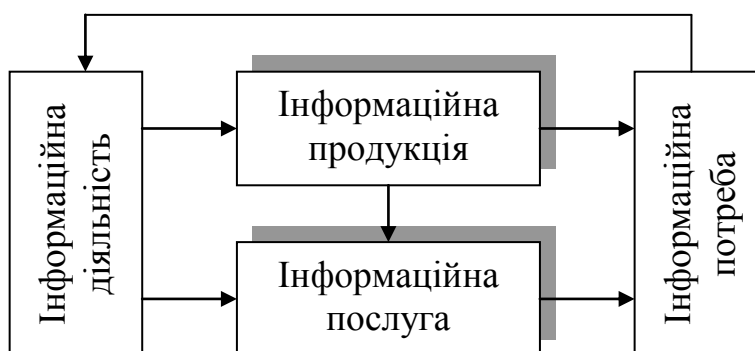 Інформаційна
діяльність
Інформаційна
продукція
Інформаційна
послуга
Інформаційна
потреба